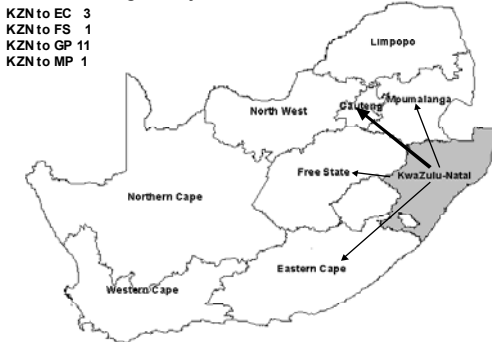 KZN to EC 3
KZN to FS 1
KZN to GP 11
KZN to MP 1
Limpopo
Mpumalanga
Gauteng
North West
Free State
KwaZulu-Natal
Northern Cape
Eastern Cape
Western Cape